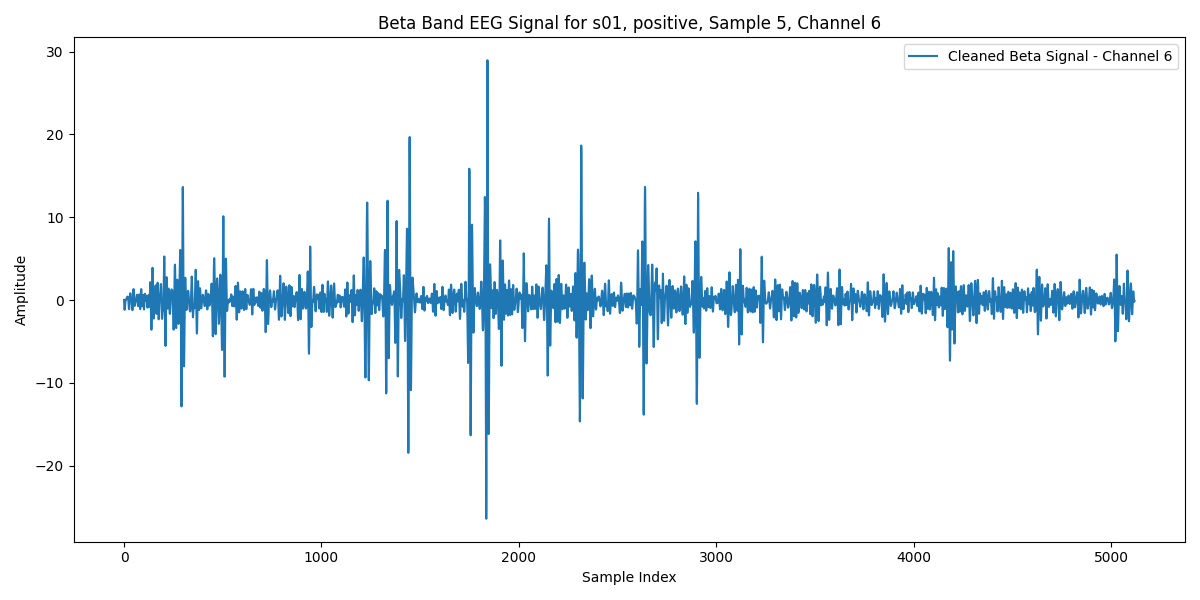 Beta Band EEG Signal for s01, positive, Sample 5, Channel 6
Cleaned Beta Signal - Channel 6
30
20
10
0
−10
−20
Amplitude
0 1000 2000 3000 4000 5000
Sample Index